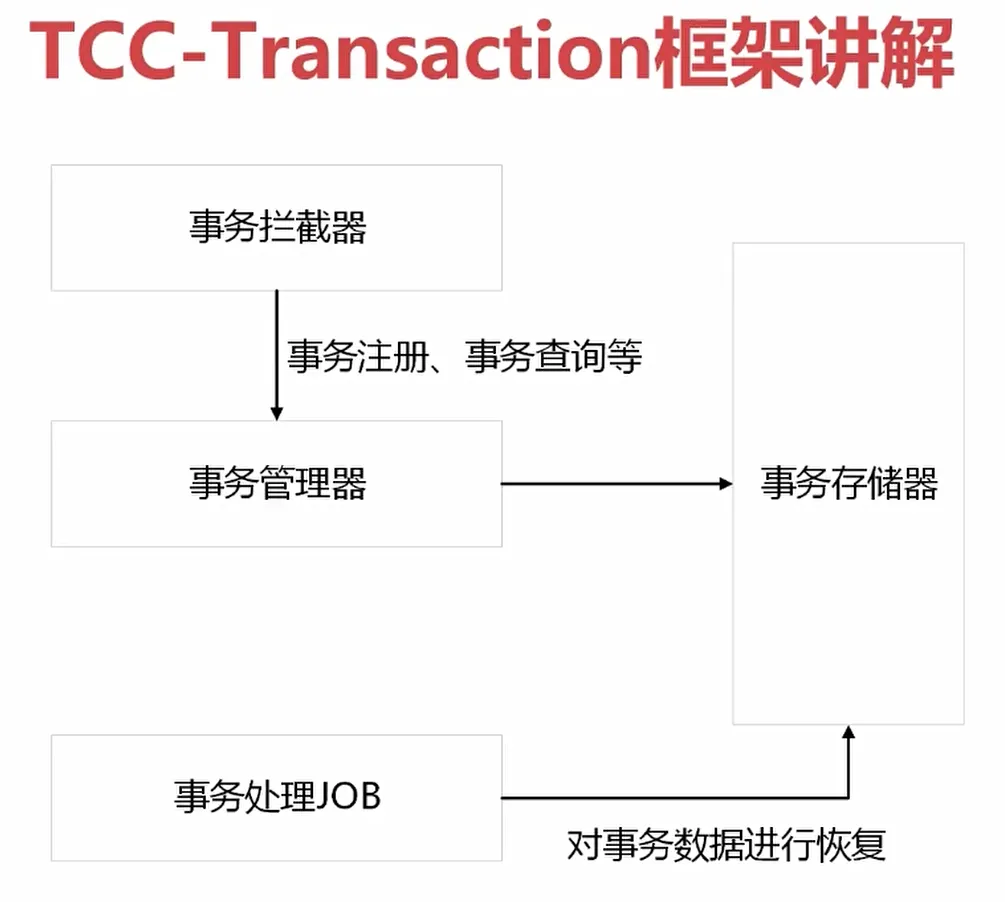 TCC-Transaction框架讲解
事务拦截器
事务注册、事务查询等
事务管理器
事务存储器
事务处理JOB
对事务数据进行恢复